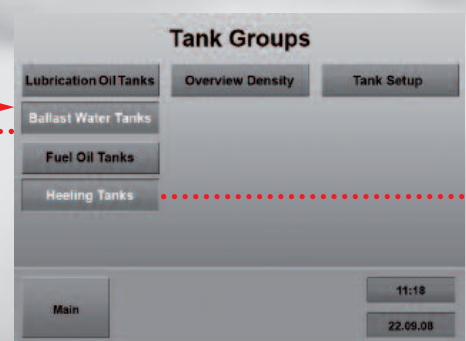 Tank Groups
Lubrication Oil Tanks
Overview Density
Tank Setup
Ballast Water Tanks
Fuel Oil Tanks
Heeling Tanks
Main
11:18
22.09.08